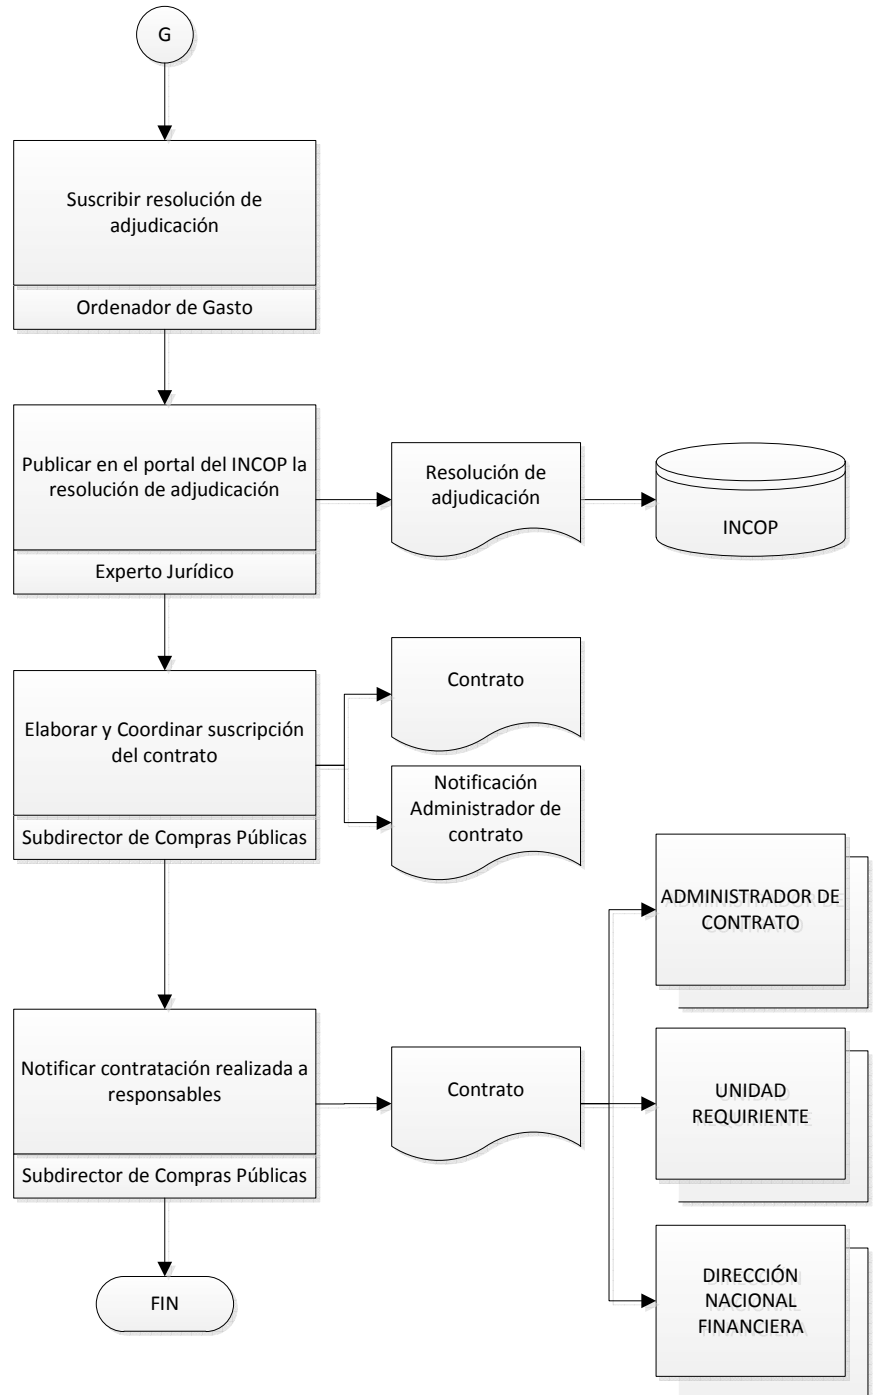 G
Suscribir resolución de
adjudicación
Ordenador de Gasto
Publicar en el portal del INCOP la
resolución de adjudicación
Experto Jurídico
Resolución de
adjudicación
INCOP
Elaborar y Coordinar suscripción
del contrato
Subdirector de Compras Públicas
Contrato
Notificación
Administrador de
contrato
Notificar contratación realizada a
responsables
Subdirector de Compras Públicas
Contrato
ADMINISTRADOR DE
CONTRATO
UNIDAD
REQUIRIENTE
DIRECCIÓN
NACIONAL
FINANCIERA
FIN